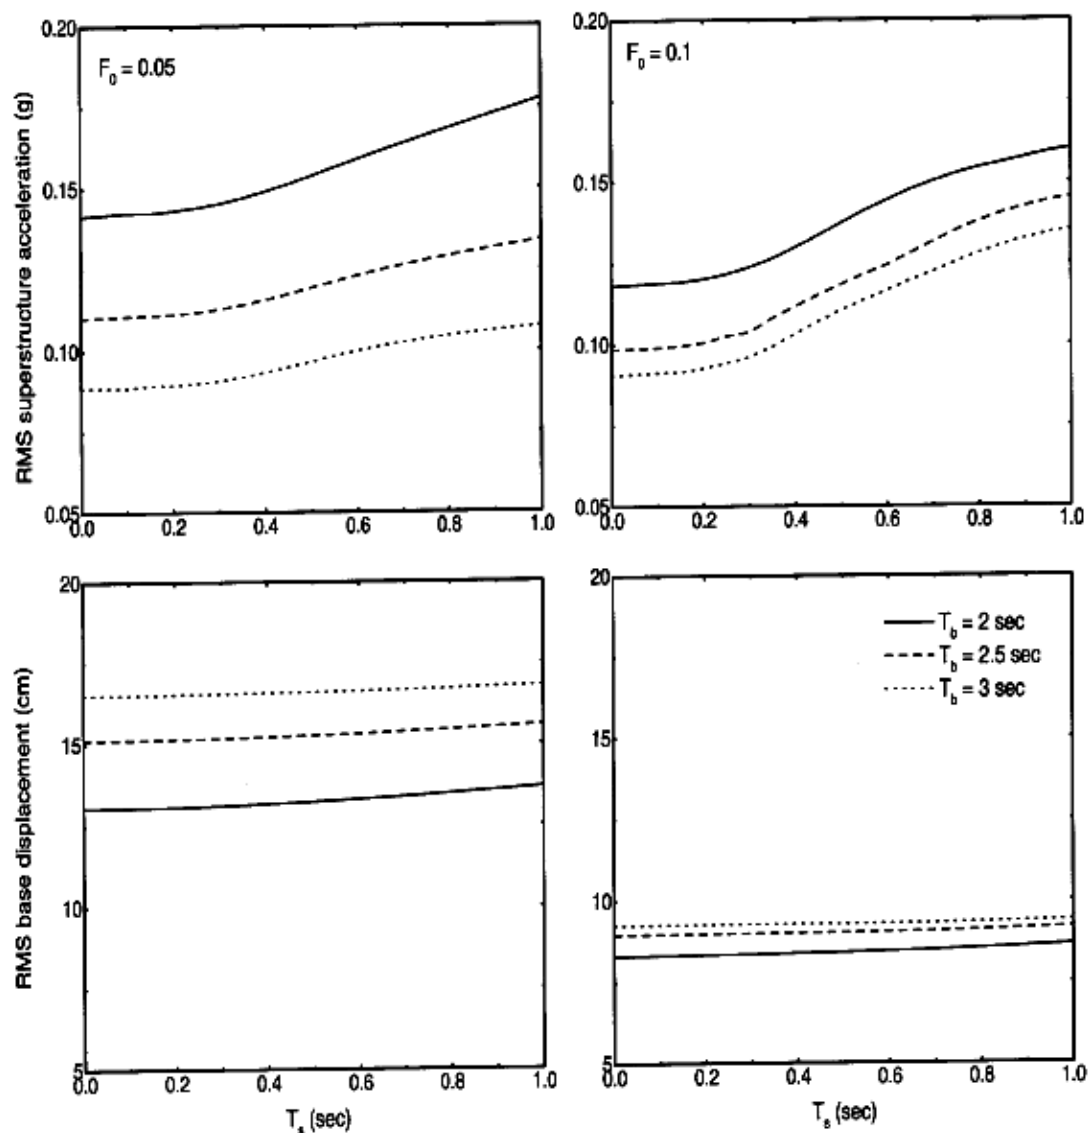 0.20
F0 = 0.05
0.15
0.10
0.05
RMS superstructure acceleration (g)
0.0 0.2 0.4 0.6 0.8 1.0
0.20
F0 = 0.1
0.15
0.10
0.05
0.0 0.2 0.4 0.6 0.8 1.0
20
15
10
5
RMS base displacement (cm)
0.0 0.2 0.4 0.6 0.8 1.0
Ts (sec)
20
Tb = 2 sec
Tb = 2.5 sec
Tb = 3 sec
15
10
5
0.0 0.2 0.4 0.6 0.8 1.0
Ts (sec)